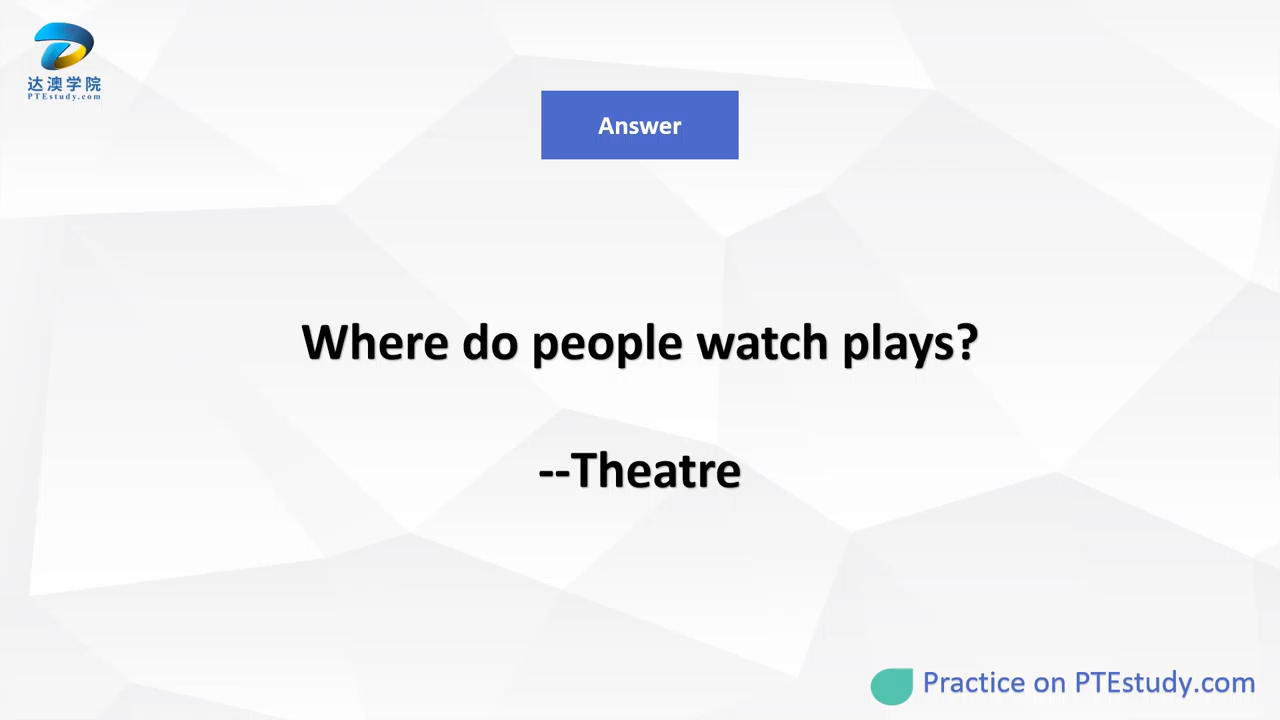 达澳学院
PTEstudy.com
Answer
Where do people watch plays?
--Theatre
Practice on PTEstudy.com